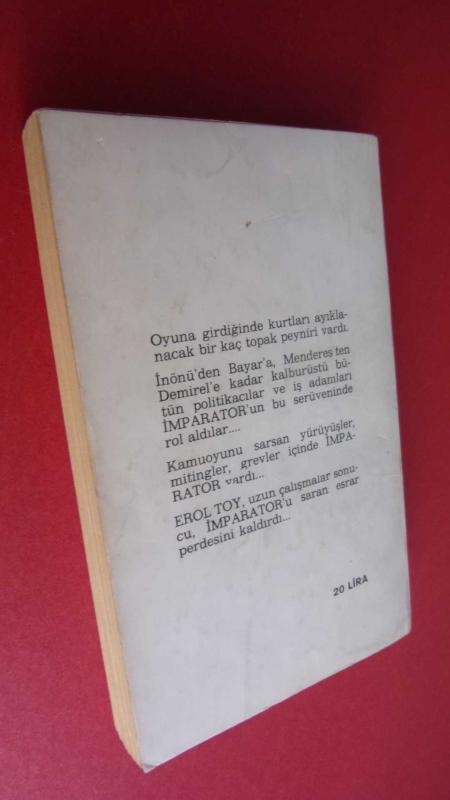 Oyuna girdiğinde kurtları ayıkla-
nacak bir kaç topak peyniri vardı.
İnönü'den Bayar'a, Menderes'ten
Demirel'e kadar kalburüstü bü-
tün politikacılar ve iş adamları
İMPARATOR'un bu serüveninde
rol aldılar....
Kamuoyunu sarsan yürüyüşler,
mitingler, grevler içinde İMPA-
RATOR vardı...
EROL TOY, uzun çalışmalar sonu-
cu, İMPARATOR'u saran esrar
perdesini kaldırdı...
20 LİRA